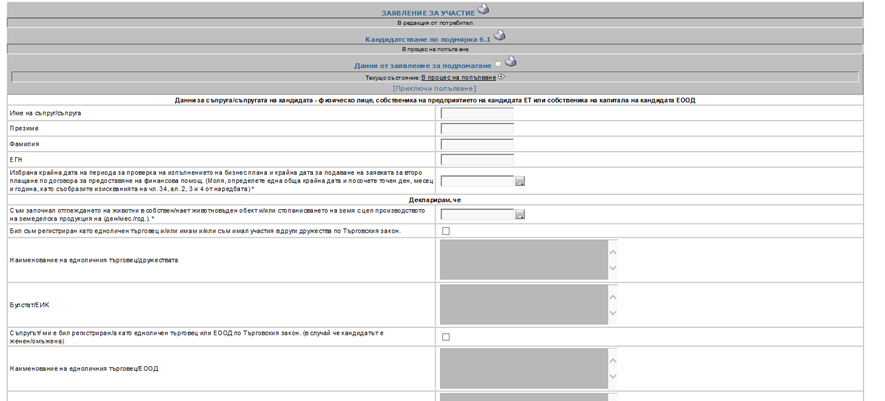 ЗАЯВЛЕНИЕ ЗА УЧАСТИЕ
В редакция от потребител
Кандидатстване по подмярка 6.1
В процес на попълване
Данни от заявление за подпомагане
Текущо състояние: В процес на попълване
[Приключи попълване]
Данни за съпруга/съпругата на кандидата - физическо лице, собственика на предприятието на кандидата ЕТ или собственика на капитала на кандидата ЕООД
Име на съпруг/съпруга
Презиме
Фамилия
ЕГН
Избрана крайна дата на периода за проверка на изпълнението на бизнес плана и крайна дата за подаване на заявката за второ
плащане по договора за предоставяне на финансова помощ. (Моля, определете една обща крайна дата и посочете точен ден, месец
и година, като съобразите изискванията на чл. 34, ал. 2, 3 и 4 от наредбата) *
Декларирам, че
Съм започнал отглеждането на животни в собствен/нает животновъден обект и/или стопанисването на земя с цел производството
на земеделска продукция на (ден/мес./год.). *
Бил съм регистриран като едноличен търговец и/или имам и/или съм имал участия в други дружества по Търговския закон.
Наименование на едноличния търговец/дружествата
Булстат/ЕИК
Съпругът/ ми е бил регистриран/а като едноличен търговец или ЕООД по Търговския закон. (в случай че кандидатът е
женен/омъжена)
Наименование на едноличния търговец/ЕООД